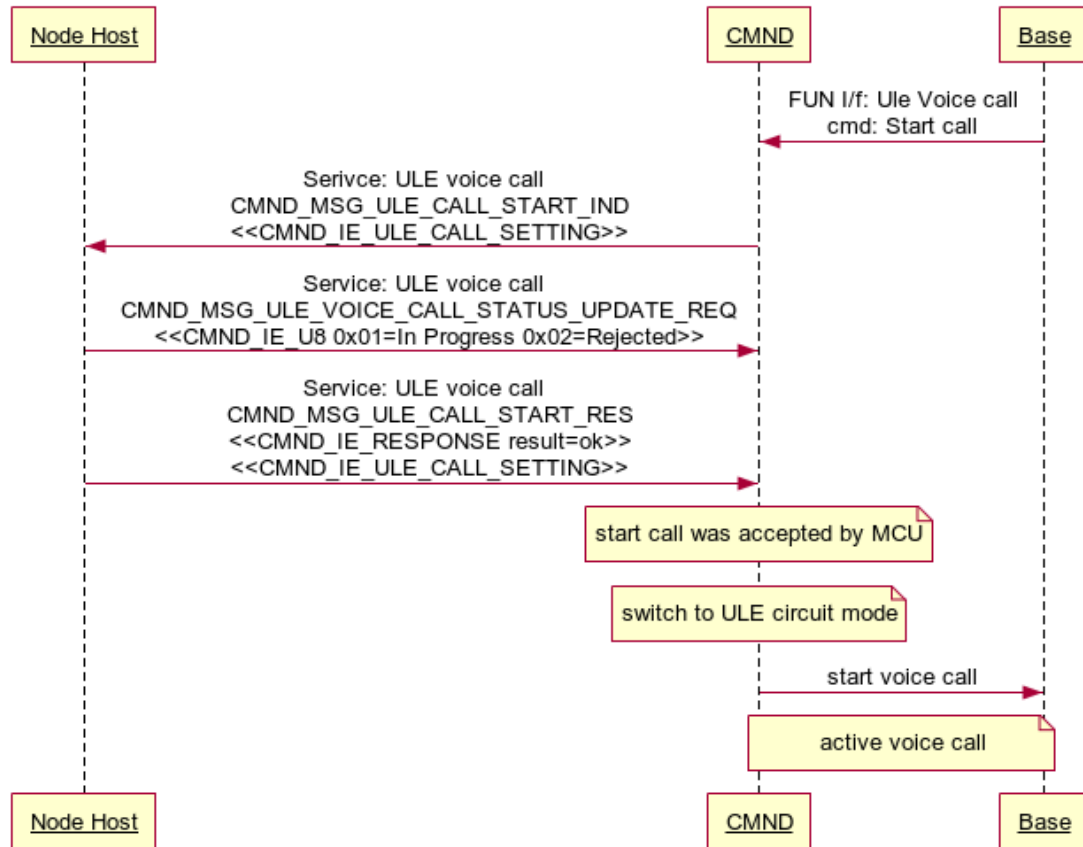 Node Host
CMND
Base
FUN I/f: Ule Voice call
cmd: Start call
Serivce: ULE voice call
CMND_MSG_ULE_CALL_START_IND
<<CMND_IE_ULE_CALL_SETTING>>
Service: ULE voice call
CMND_MSG_ULE_VOICE_CALL_STATUS_UPDATE_REQ
<<CMND_IE_U8 0x01=In Progress 0x02=Rejected>>
Service: ULE voice call
CMND_MSG_ULE_CALL_START_RES
<<CMND_IE_RESPONSE result=ok>>
<<CMND_IE_ULE_CALL_SETTING>>
start call was accepted by MCU
switch to ULE circuit mode
start voice call
active voice call
Node Host
CMND
Base